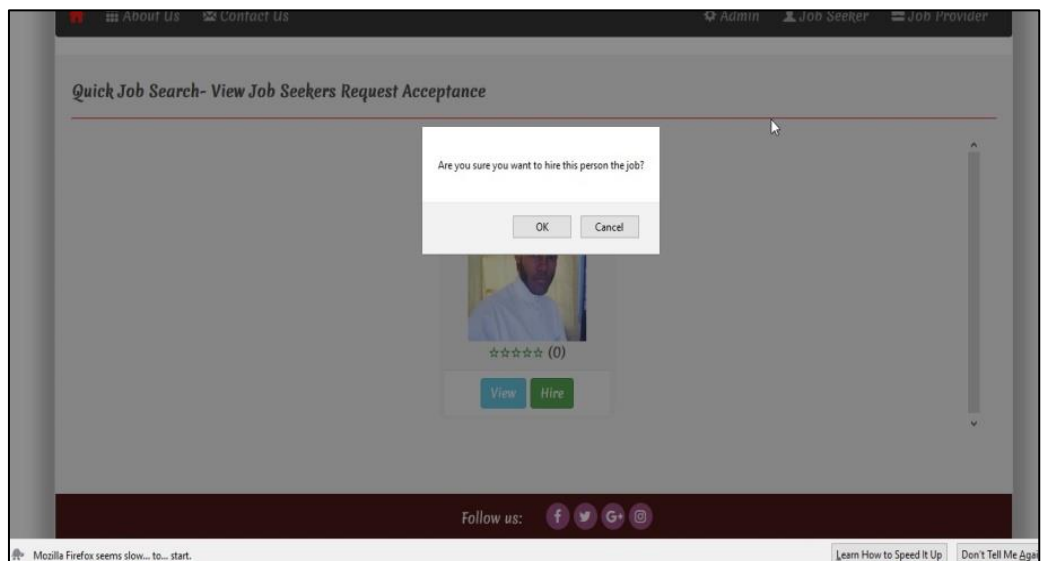 About Us Contact Us Admin Job Seeker Job Provider
Quick Job Search- View Job Seekers Request Acceptance
Are you sure you want to hire this person the job?
OK Cancel
(0)
View Hire
Follow us: f G+
Mozilla Firefox seems slow... to... start. Learn How to Speed It Up Don't Tell Me Agai